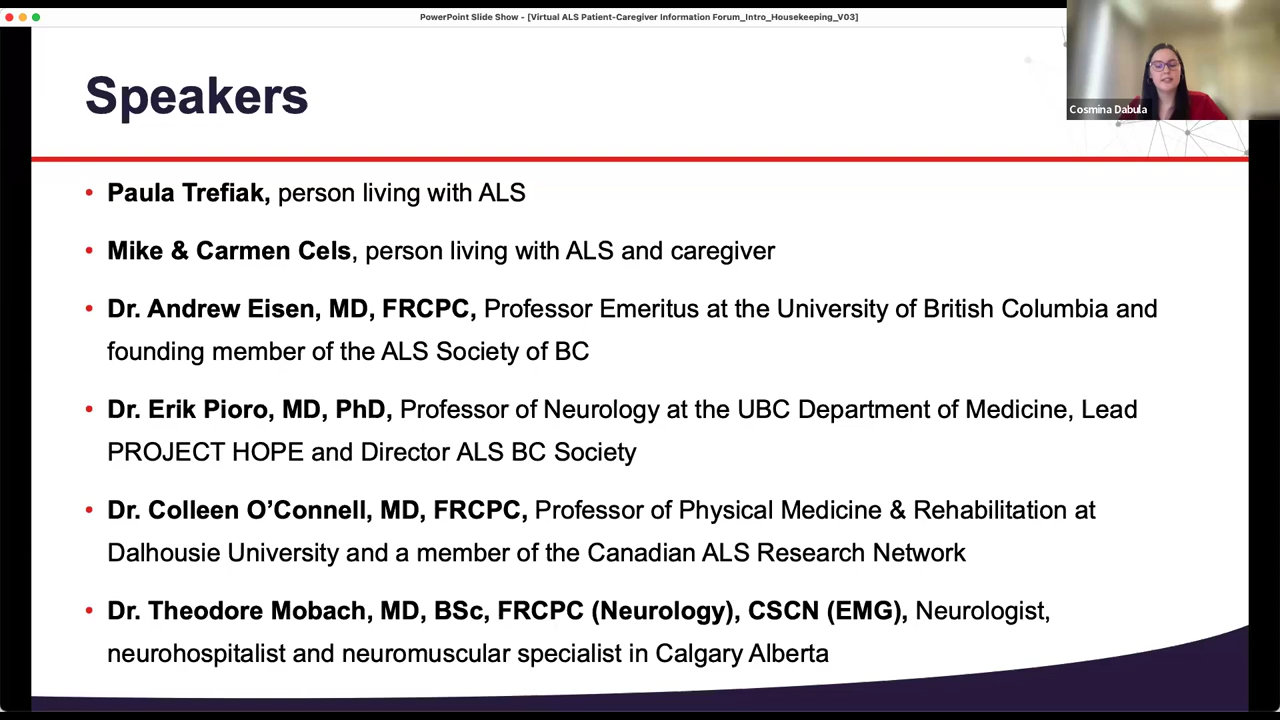 PowerPoint Slide Show - [Virtual ALS Patient-Caregiver Information Forum_Intro_Housekeeping_V03]
Speakers
Cosmina Dabula
• Paula Trefiak, person living with ALS
• Mike & Carmen Cels, person living with ALS and caregiver
• Dr. Andrew Eisen, MD, FRCPC, Professor Emeritus at the University of British Columbia and
founding member of the ALS Society of BC
• Dr. Erik Pioro, MD, PhD, Professor of Neurology at the UBC Department of Medicine, Lead
PROJECT HOPE and Director ALS BC Society
• Dr. Colleen O’Connell, MD, FRCPC, Professor of Physical Medicine & Rehabilitation at
Dalhousie University and a member of the Canadian ALS Research Network
• Dr. Theodore Mobach, MD, BSc, FRCPC (Neurology), CSCN (EMG), Neurologist,
neurohospitalist and neuromuscular specialist in Calgary Alberta